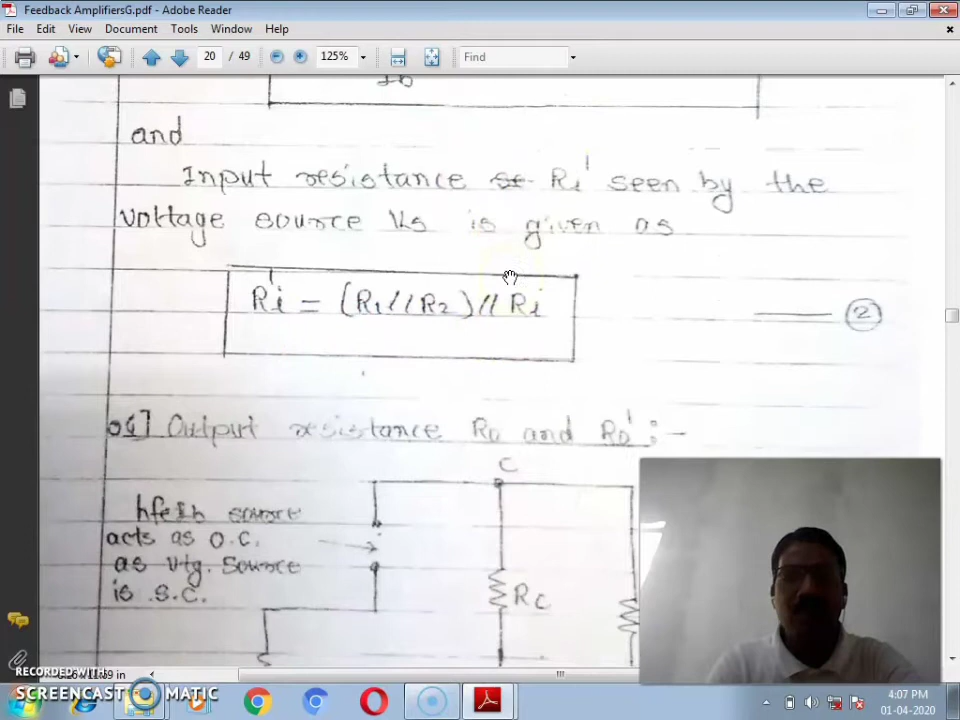 Feedback AmplifiersG.pdf - Adobe Reader
File Edit View Document Tools Window Help
20 / 49 125% Find
and
Input resistance Ri' seen by the
voltage source Vs is given as
R'i = (R1//R2)//Ri ②
Output resistance Ro and Ro' :-
C
hfeIb source
acts as O.C.
as vtg. source
is S.C.
RC
RECORDED WITH
SCREENCAST MATIC
4:07 PM
01-04-2020